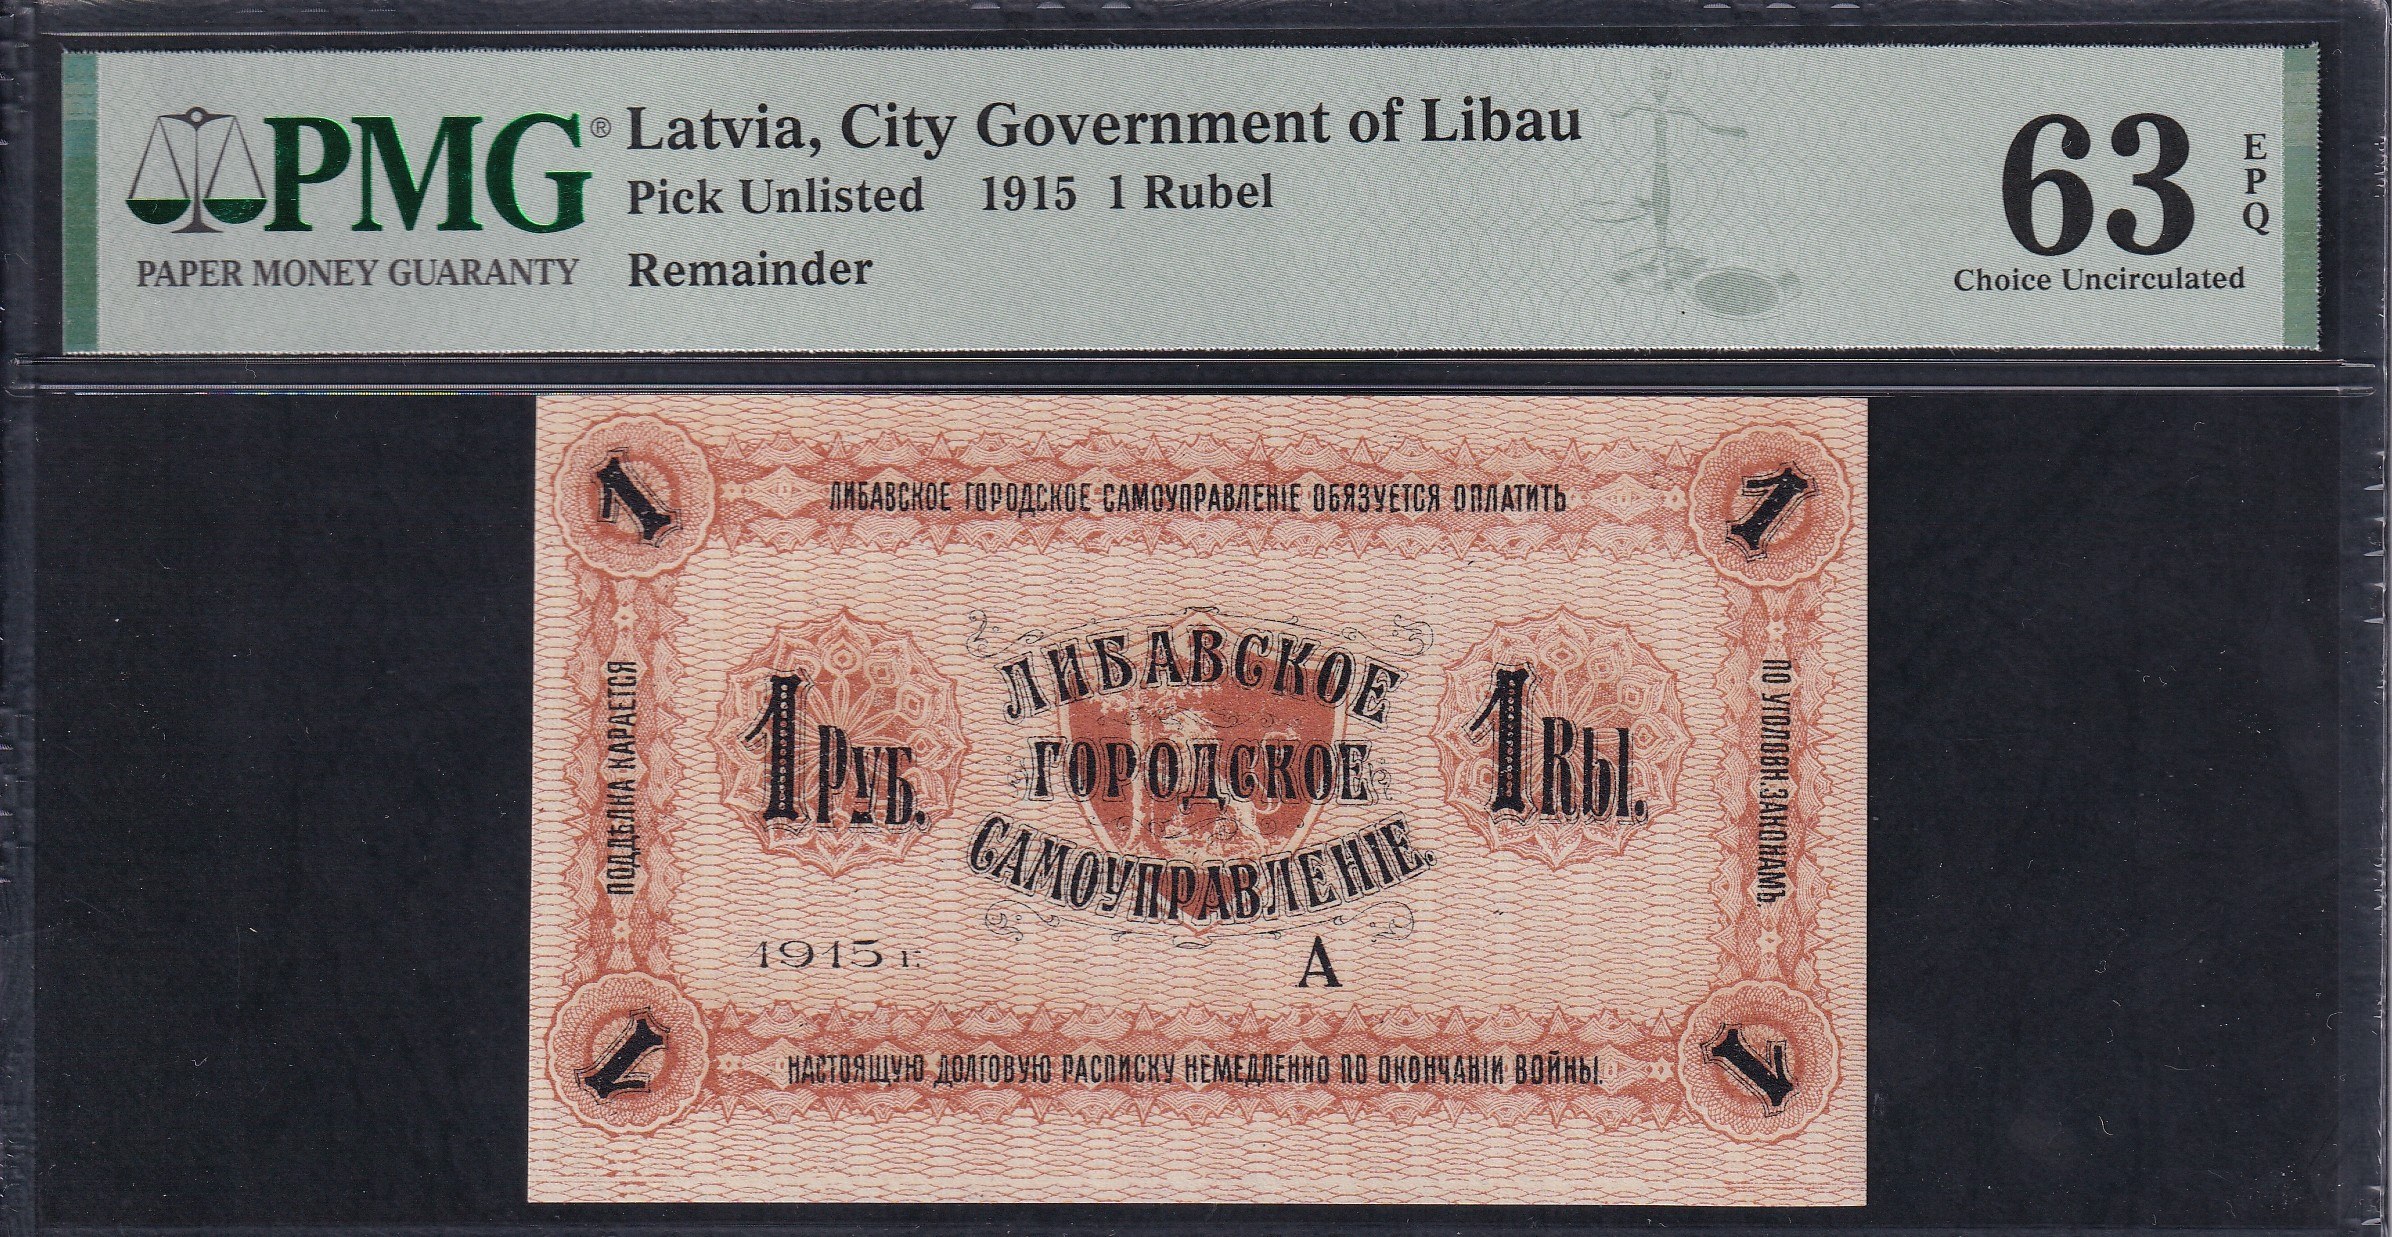 PMG®
PAPER MONEY GUARANTY
Latvia, City Government of Libau
Pick Unlisted 1915 1 Rubel
Remainder
63
EPQ
Choice Uncirculated
1
1
ЛИБАВСКОЕ ГОРОДСКОЕ САМОУПРАВЛЕНІЕ ОБЯЗУЕТСЯ ОПЛАТИТЬ
ПОДДѢЛКА КАРАЕТСЯ
ПО УГОЛОВН. ЗАКОНАМЪ.
1 РУБ.
ЛИБАВСКОЕ
ГОРОДСКОЕ
САМОУПРАВЛЕНІЕ.
1 Rbl.
1915 г.
А
НАСТОЯЩУЮ ДОЛГОВУЮ РАСПИСКУ НЕМЕДЛЕННО ПО ОКОНЧАНІИ ВОЙНЫ.
1
1